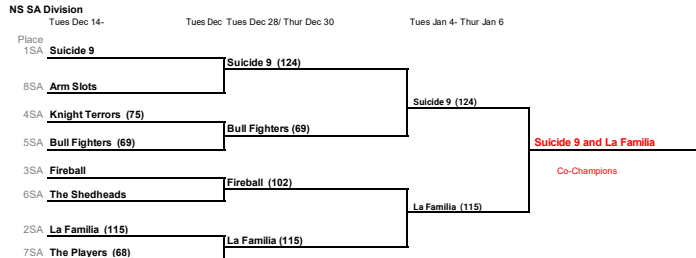 NS SA Division
Tues Dec 14- Tues Dec Tues Dec 28/ Thur Dec 30 Tues Jan 4- Thur Jan 6
Place
1SA Suicide 9
Suicide 9 (124)
8SA Arm Slots
Suicide 9 (124)
4SA Knight Terrors (75)
Bull Fighters (69)
5SA Bull Fighters (69)
Suicide 9 and La Familia
3SA Fireball
Co-Champions
Fireball (102)
6SA The Shedheads
La Familia (115)
2SA La Familia (115)
La Familia (115)
7SA The Players (68)